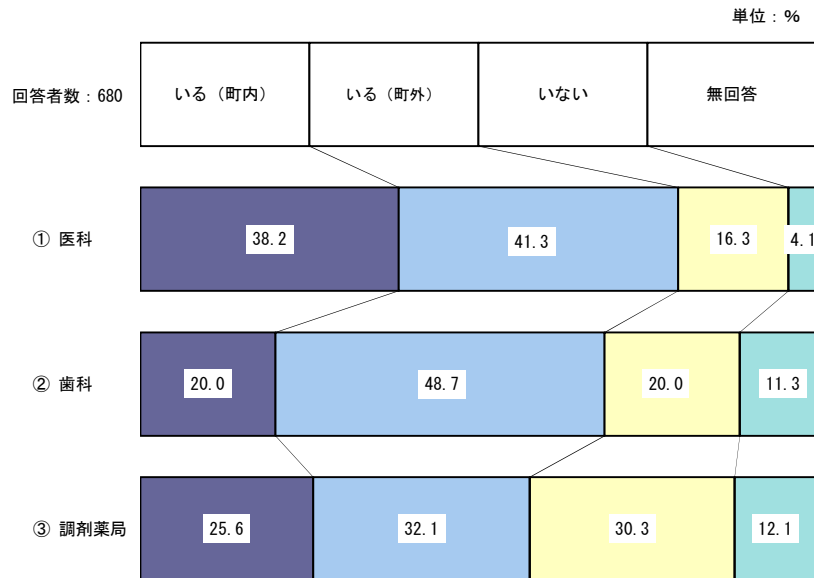 単位：％
回答者数：680
いる（町内）
いる（町外）
いない
無回答
① 医科
38.2
41.3
16.3
4.1
② 歯科
20.0
48.7
20.0
11.3
③ 調剤薬局
25.6
32.1
30.3
12.1